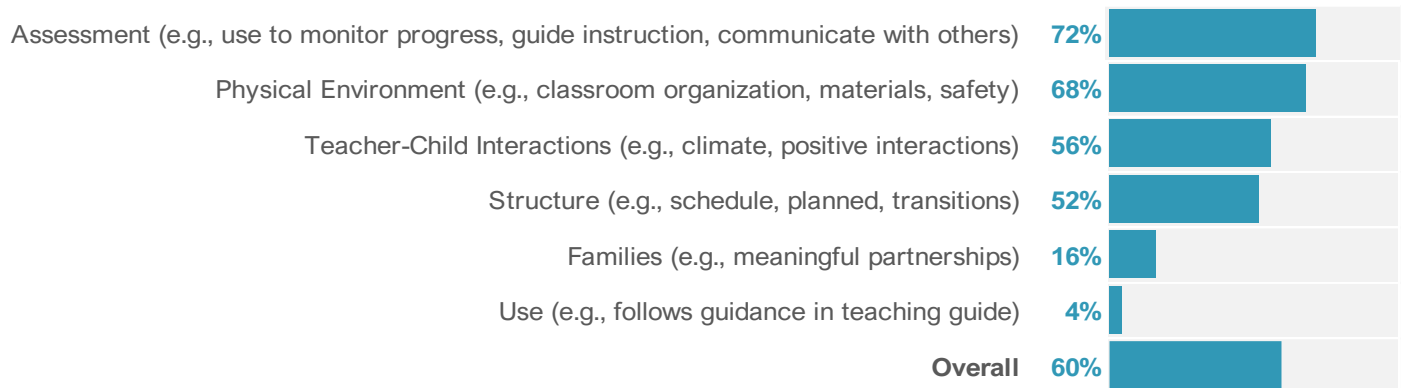 Assessment (e.g., use to monitor progress, guide instruction, communicate with others) 72%
Physical Environment (e.g., classroom organization, materials, safety) 68%
Teacher-Child Interactions (e.g., climate, positive interactions) 56%
Structure (e.g., schedule, planned, transitions) 52%
Families (e.g., meaningful partnerships) 16%
Use (e.g., follows guidance in teaching guide) 4%
Overall 60%